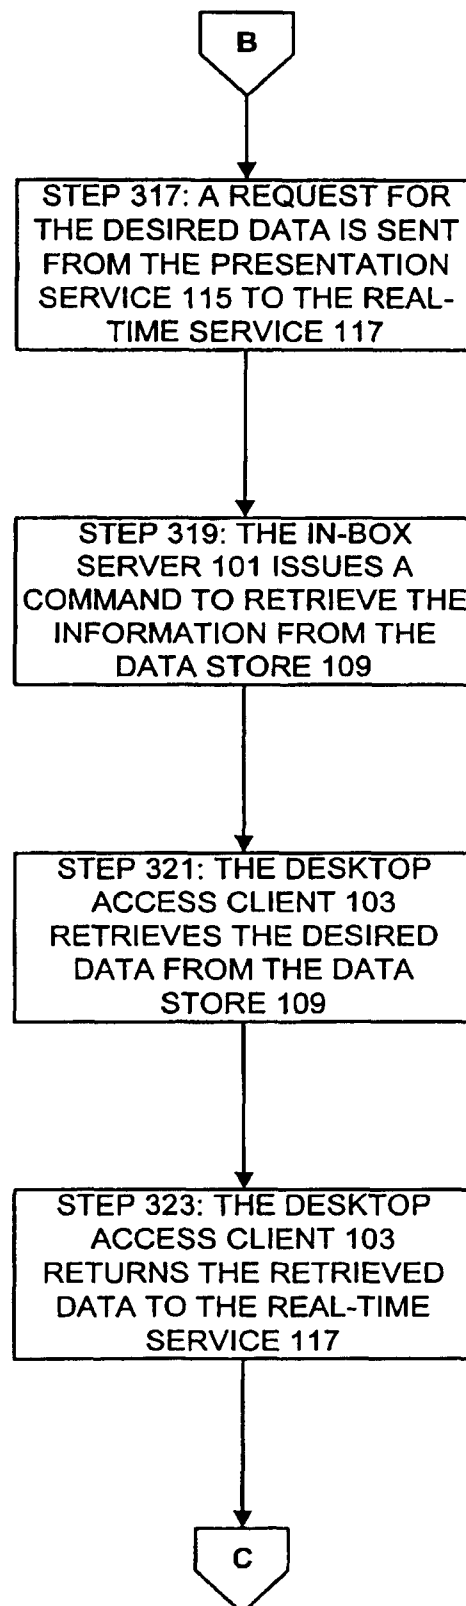 B
STEP 317: A REQUEST FOR
THE DESIRED DATA IS SENT
FROM THE PRESENTATION
SERVICE 115 TO THE REAL-
TIME SERVICE 117
STEP 319: THE IN-BOX
SERVER 101 ISSUES A
COMMAND TO RETRIEVE THE
INFORMATION FROM THE
DATA STORE 109
STEP 321: THE DESKTOP
ACCESS CLIENT 103
RETRIEVES THE DESIRED
DATA FROM THE DATA
STORE 109
STEP 323: THE DESKTOP
ACCESS CLIENT 103
RETURNS THE RETRIEVED
DATA TO THE REAL-TIME
SERVICE 117
C